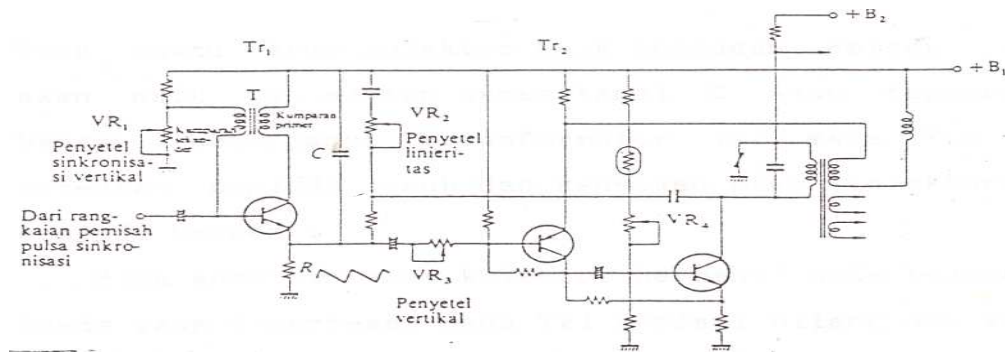 + B₂
Tr₁
Tr₂
+ B₁
T
Kumparan
primer
VR₁
Penyetel
sinkronisa-
si vertikal
VR₂
Penyetel
linieri-
tas
C
Dari rang-
kaian pemisah
pulsa sinkro-
nisasi
R
VR₃
Penyetel
vertikal
VR₄